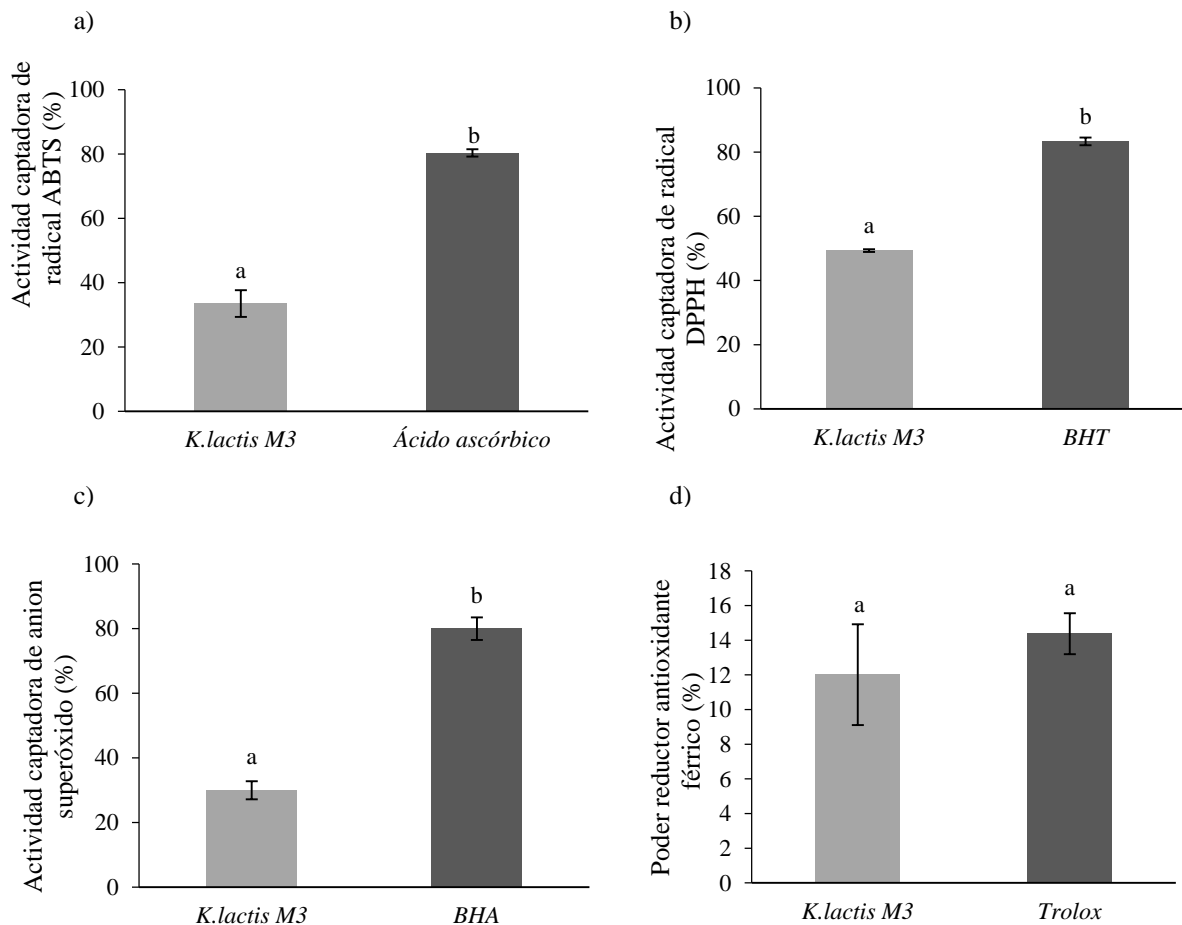 a)
Actividad captadora de
radical ABTS (%)
100
80
60
40
20
0
a
b
K.lactis M3
Ácido ascórbico
b)
Actividad captadora de radical
DPPH (%)
100
80
60
40
20
0
a
b
K.lactis M3
BHT
c)
Actividad captadora de anion
superóxido (%)
100
80
60
40
20
0
a
b
K.lactis M3
BHA
d)
Poder reductor antioxidante
férrico (%)
18
16
14
12
10
8
6
4
2
0
a
a
K.lactis M3
Trolox